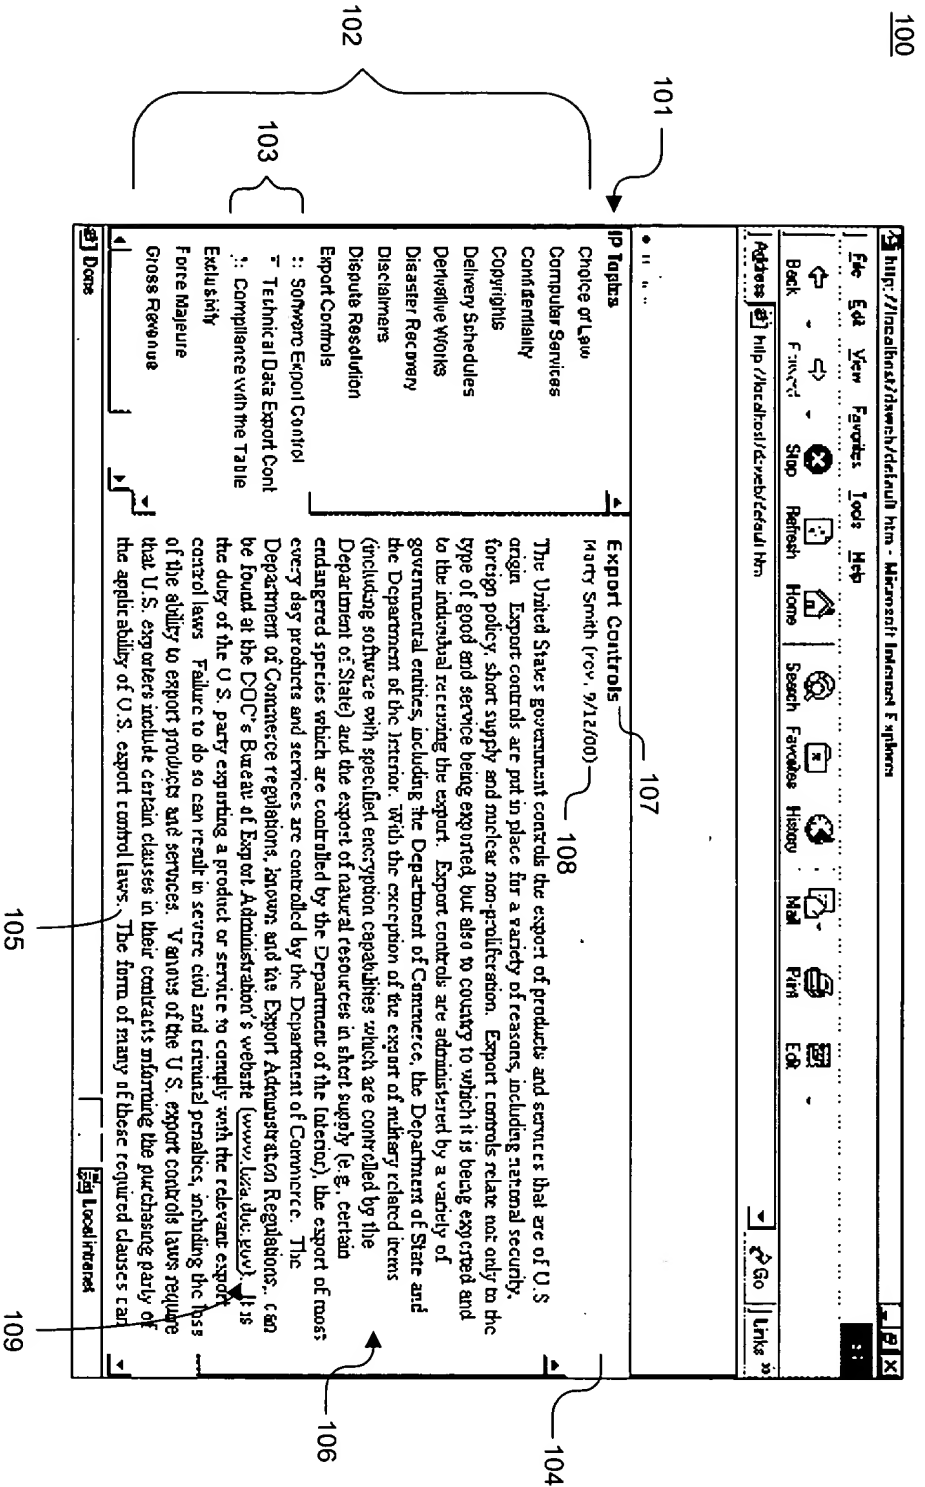 100
http://localhost/dxweb/default htm - Microsoft Internet Explorer
File Edit View Favorites Tools Help
Back Forward Stop Refresh Home Search Favorites History Mail Print Edit
Address http://localhost/dxweb/default htm Go Links »
101
102
103
IP Topics
Choice of Law
Computer Services
Confidentiality
Copyrights
Delivery Schedules
Derivative Works
Disaster Recovery
Disclaimers
Dispute Resolution
Export Controls
:: Software Export Control
Technical Data Export Cont
:: Compliance with the Table
Exclusivity
Force Majeure
Gross Revenue
Export Controls
107
Marty Smith (rev. 9/12/00)
108
The United States government controls the export of products and services that are of U.S
origin. Export controls are put in place for a variety of reasons, including national security,
foreign policy, short supply and nuclear non-proliferation. Export controls relate not only to the
type of good and service being exported, but also to country to which it is being exported and
to the individual receiving the export. Export controls are administered by a variety of
governmental entities, including the Department of Commerce, the Department of State and
the Department of the Interior. With the exception of the export of military related items
(including software with specified encryption capabilities which are controlled by the
Department of State) and the export of natural resources in short supply (e.g., certain
endangered species which are controlled by the Department of the Interior), the export of most
every day products and services are controlled by the Department of Commerce. The
Department of Commerce regulations, known and the Export Administration Regulations,. can
be found at the DOC's Bureau of Export Administration's website (www.bxa.doc.gov). It is
the duty of the U.S. party exporting a product or service to comply with the relevant export
control laws Failure to do so can result in severe civil and criminal penalties, including the loss
of the ability to export products and services. Various of the U.S. export controls laws require
that U.S. exporters include certain clauses in their contracts informing the purchasing party of
the applicability of U.S. export control laws. The form of many of these required clauses can
104
106
105
109
Done Local intranet